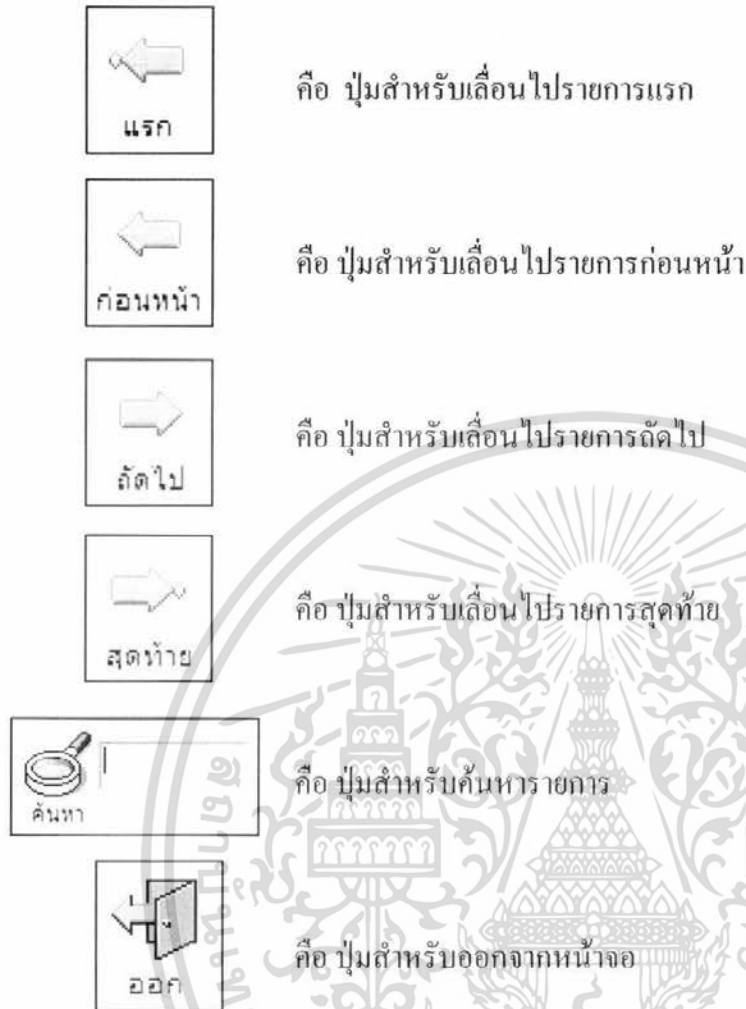 แรก
คือ ปุ่มสำหรับเลื่อนไปรายการแรก
ก่อนหน้า
คือ ปุ่มสำหรับเลื่อนไปรายการก่อนหน้า
ถัดไป
คือ ปุ่มสำหรับเลื่อนไปรายการถัดไป
สุดท้าย
คือ ปุ่มสำหรับเลื่อนไปรายการสุดท้าย
ค้นหา
คือ ปุ่มสำหรับค้นหารายการ
ออก
คือ ปุ่มสำหรับออกจากหน้าจอ